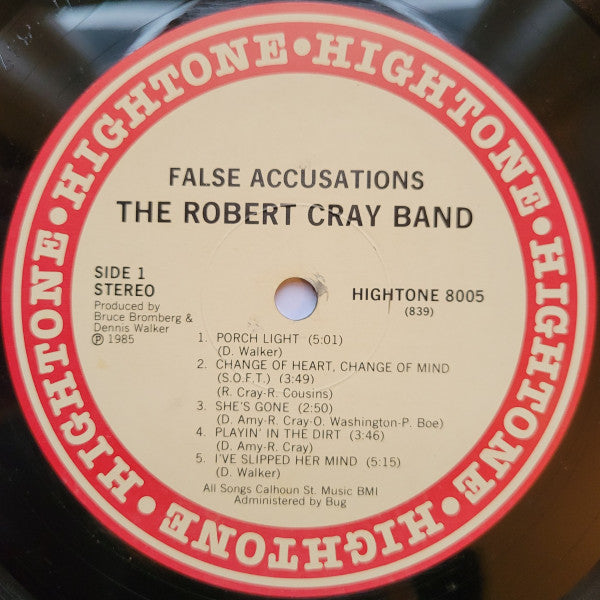 HIGHTONE • HIGHTONE • HIGHTONE • HIGHTONE • HIGHTONE • HIGHTONE • HIGHTONE •
FALSE ACCUSATIONS
THE ROBERT CRAY BAND
SIDE 1
STEREO
Produced by
Bruce Bromberg &
Dennis Walker
℗ 1985
HIGHTONE 8005
(839)
1. PORCH LIGHT (5:01)
(D. Walker)
2. CHANGE OF HEART, CHANGE OF MIND
(S.O.F.T.) (3:49)
(R. Cray-R. Cousins)
3. SHE'S GONE (2:50)
(D. Amy-R. Cray-O. Washington-P. Boe)
4. PLAYIN' IN THE DIRT (3:46)
(D. Amy-R. Cray)
5. I'VE SLIPPED HER MIND (5:15)
(D. Walker)
All Songs Calhoun St. Music BMI
Administered by Bug